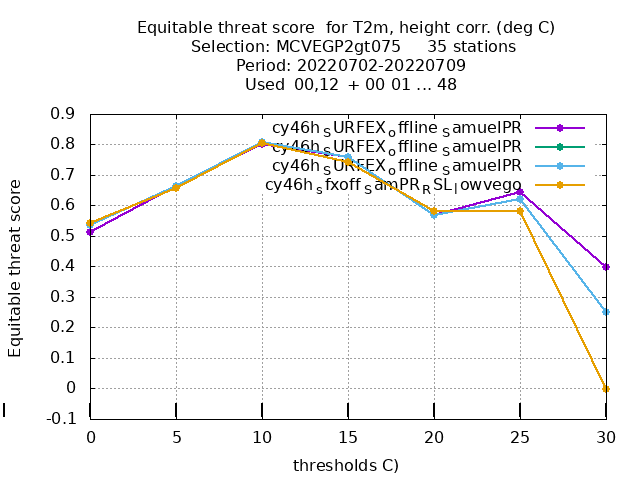 Equitable threat score  for T2m, height corr. (deg C)
Selection: MCVEGP2gt075     35 stations
Period: 20220702-20220709
Used  00,12  + 00 01 ... 48
cy46h_SURFEX_offline_SamuelPR
cy46h_SURFEX_offline_SamuelPR
cy46h_SURFEX_offline_SamuelPR
cy46h_sfxoff_SamPR_RSL_lowvego
Equitable threat score
0.9
0.8
0.7
0.6
0.5
0.4
0.3
0.2
0.1
0
-0.1
0 5 10 15 20 25 30
thresholds C)